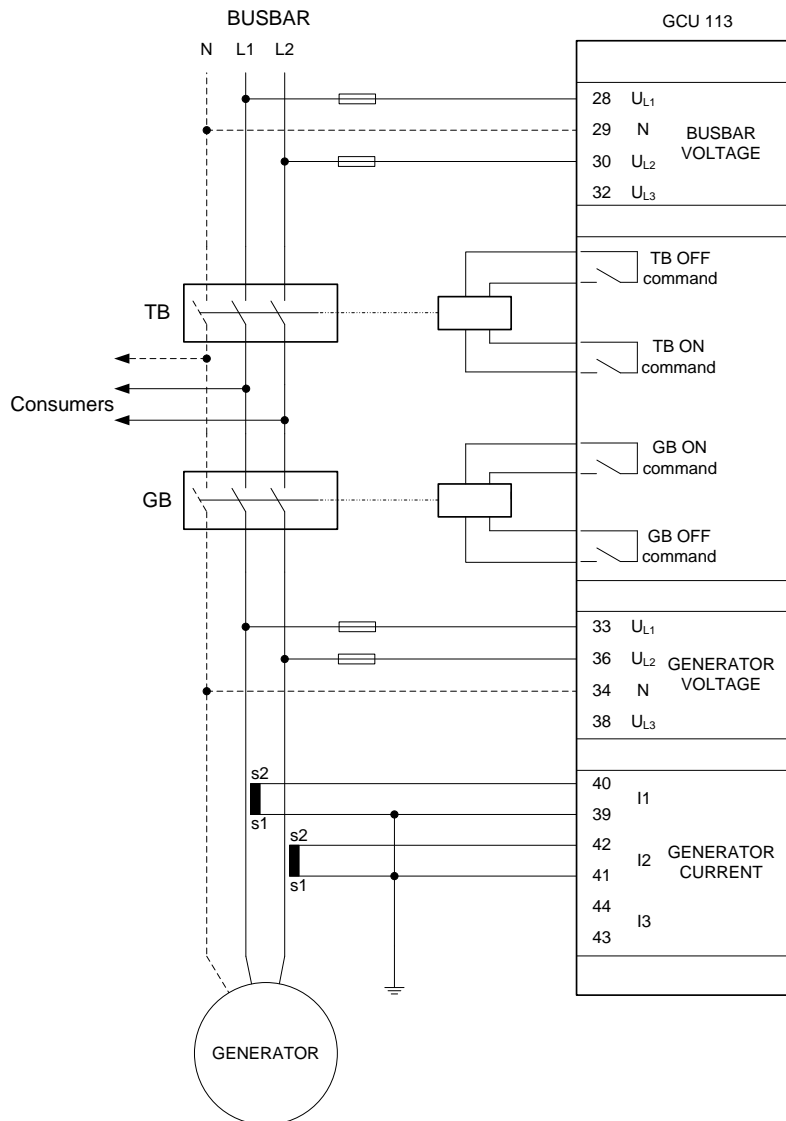 BUSBAR
GCU 113
N L1 L2
28 UL1
29 N
30 UL2
32 UL3
BUSBAR
VOLTAGE
TB OFF
command
TB
TB ON
command
Consumers
GB ON
command
GB
GB OFF
command
33 UL1
36 UL2
34 N
38 UL3
GENERATOR
VOLTAGE
s2
s1
s2
s1
40
39
I1
42
41
I2
44
43
I3
GENERATOR
CURRENT
GENERATOR